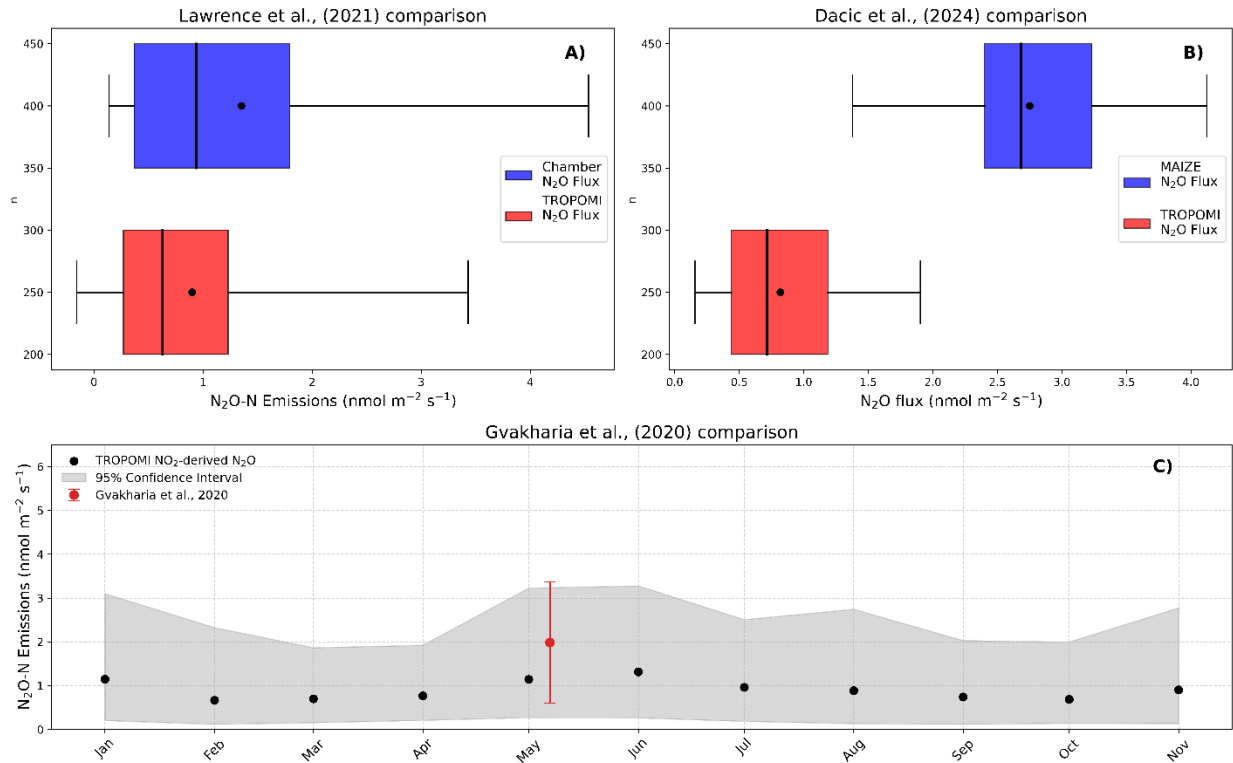 Lawrence et al., (2021) comparison
A)
450
400
350
300
250
200
n
Chamber
N₂O Flux
TROPOMI
N₂O Flux
0 1 2 3 4
N₂O-N Emissions (nmol m⁻² s⁻¹)
Dacic et al., (2024) comparison
B)
450
400
350
300
250
200
n
MAIZE
N₂O Flux
TROPOMI
N₂O Flux
0.0 0.5 1.0 1.5 2.0 2.5 3.0 3.5 4.0
N₂O flux (nmol m⁻² s⁻¹)
Gvakharia et al., (2020) comparison
C)
TROPOMI NO₂-derived N₂O
95% Confidence Interval
Gvakharia et al., 2020
N₂O-N Emissions (nmol m⁻² s⁻¹)
6
5
4
3
2
1
0
Jan Feb Mar Apr May Jun Jul Aug Sep Oct Nov